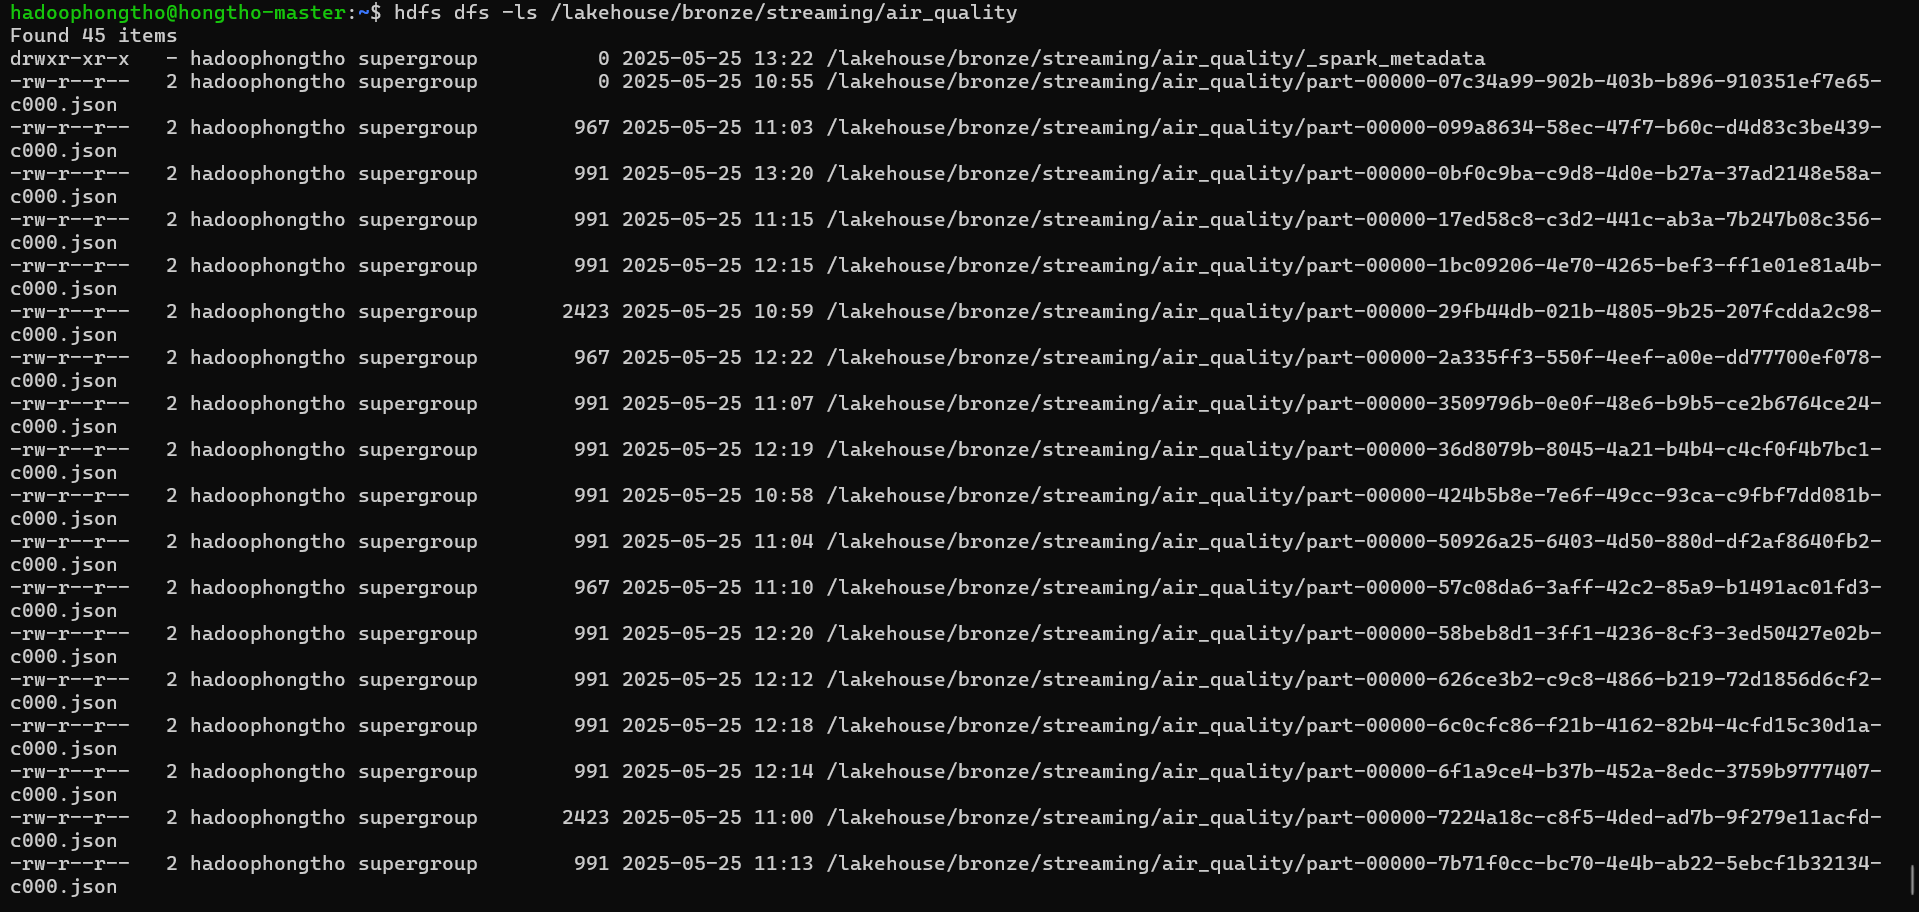 hadoophongtho@hongtho-master:~$ hdfs dfs -ls /lakehouse/bronze/streaming/air_quality
Found 45 items
drwxr-xr-x   - hadoophongtho supergroup          0 2025-05-25 13:22 /lakehouse/bronze/streaming/air_quality/_spark_metadata
-rw-r--r--   2 hadoophongtho supergroup          0 2025-05-25 10:55 /lakehouse/bronze/streaming/air_quality/part-00000-07c34a99-902b-403b-b896-910351ef7e65-
c000.json
-rw-r--r--   2 hadoophongtho supergroup        967 2025-05-25 11:03 /lakehouse/bronze/streaming/air_quality/part-00000-099a8634-58ec-47f7-b60c-d4d83c3be439-
c000.json
-rw-r--r--   2 hadoophongtho supergroup        991 2025-05-25 13:20 /lakehouse/bronze/streaming/air_quality/part-00000-0bf0c9ba-c9d8-4d0e-b27a-37ad2148e58a-
c000.json
-rw-r--r--   2 hadoophongtho supergroup        991 2025-05-25 11:15 /lakehouse/bronze/streaming/air_quality/part-00000-17ed58c8-c3d2-441c-ab3a-7b247b08c356-
c000.json
-rw-r--r--   2 hadoophongtho supergroup        991 2025-05-25 12:15 /lakehouse/bronze/streaming/air_quality/part-00000-1bc09206-4e70-4265-bef3-ff1e01e81a4b-
c000.json
-rw-r--r--   2 hadoophongtho supergroup       2423 2025-05-25 10:59 /lakehouse/bronze/streaming/air_quality/part-00000-29fb44db-021b-4805-9b25-207fcdda2c98-
c000.json
-rw-r--r--   2 hadoophongtho supergroup        967 2025-05-25 12:22 /lakehouse/bronze/streaming/air_quality/part-00000-2a335ff3-550f-4eef-a00e-dd77700ef078-
c000.json
-rw-r--r--   2 hadoophongtho supergroup        991 2025-05-25 11:07 /lakehouse/bronze/streaming/air_quality/part-00000-3509796b-0e0f-48e6-b9b5-ce2b6764ce24-
c000.json
-rw-r--r--   2 hadoophongtho supergroup        991 2025-05-25 12:19 /lakehouse/bronze/streaming/air_quality/part-00000-36d8079b-8045-4a21-b4b4-c4cf0f4b7bc1-
c000.json
-rw-r--r--   2 hadoophongtho supergroup        991 2025-05-25 10:58 /lakehouse/bronze/streaming/air_quality/part-00000-424b5b8e-7e6f-49cc-93ca-c9fbf7dd081b-
c000.json
-rw-r--r--   2 hadoophongtho supergroup        991 2025-05-25 11:04 /lakehouse/bronze/streaming/air_quality/part-00000-50926a25-6403-4d50-880d-df2af8640fb2-
c000.json
-rw-r--r--   2 hadoophongtho supergroup        967 2025-05-25 11:10 /lakehouse/bronze/streaming/air_quality/part-00000-57c08da6-3aff-42c2-85a9-b1491ac01fd3-
c000.json
-rw-r--r--   2 hadoophongtho supergroup        991 2025-05-25 12:20 /lakehouse/bronze/streaming/air_quality/part-00000-58beb8d1-3ff1-4236-8cf3-3ed50427e02b-
c000.json
-rw-r--r--   2 hadoophongtho supergroup        991 2025-05-25 12:12 /lakehouse/bronze/streaming/air_quality/part-00000-626ce3b2-c9c8-4866-b219-72d1856d6cf2-
c000.json
-rw-r--r--   2 hadoophongtho supergroup        991 2025-05-25 12:18 /lakehouse/bronze/streaming/air_quality/part-00000-6c0cfc86-f21b-4162-82b4-4cfd15c30d1a-
c000.json
-rw-r--r--   2 hadoophongtho supergroup        991 2025-05-25 12:14 /lakehouse/bronze/streaming/air_quality/part-00000-6f1a9ce4-b37b-452a-8edc-3759b9777407-
c000.json
-rw-r--r--   2 hadoophongtho supergroup       2423 2025-05-25 11:00 /lakehouse/bronze/streaming/air_quality/part-00000-7224a18c-c8f5-4ded-ad7b-9f279e11acfd-
c000.json
-rw-r--r--   2 hadoophongtho supergroup        991 2025-05-25 11:13 /lakehouse/bronze/streaming/air_quality/part-00000-7b71f0cc-bc70-4e4b-ab22-5ebcf1b32134-
c000.json